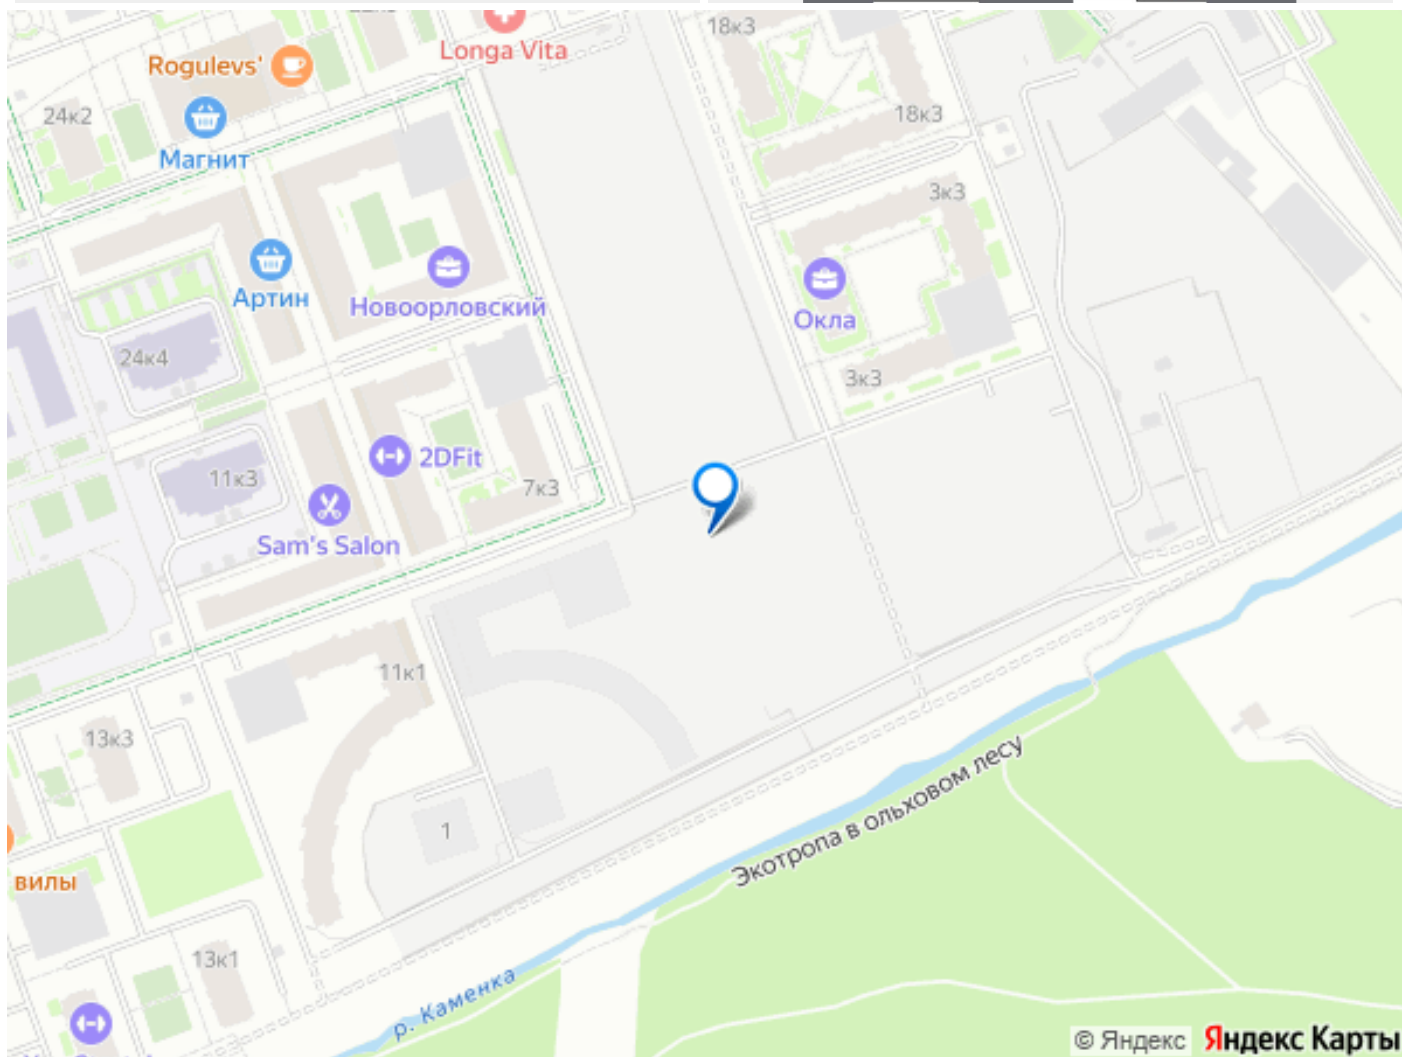 18к3
Longa Vita
Rogulevs'
24к2
18к3
Магнит
3к3
Артин
Новоорловский
Окла
24к4
3к3
2DFit
11к3
7к3
Sam's Salon
11к1
13к3
Экотропа в ольховом лесу
1
вилы
13к1
р. Каменка
© Яндекс Яндекс Карты